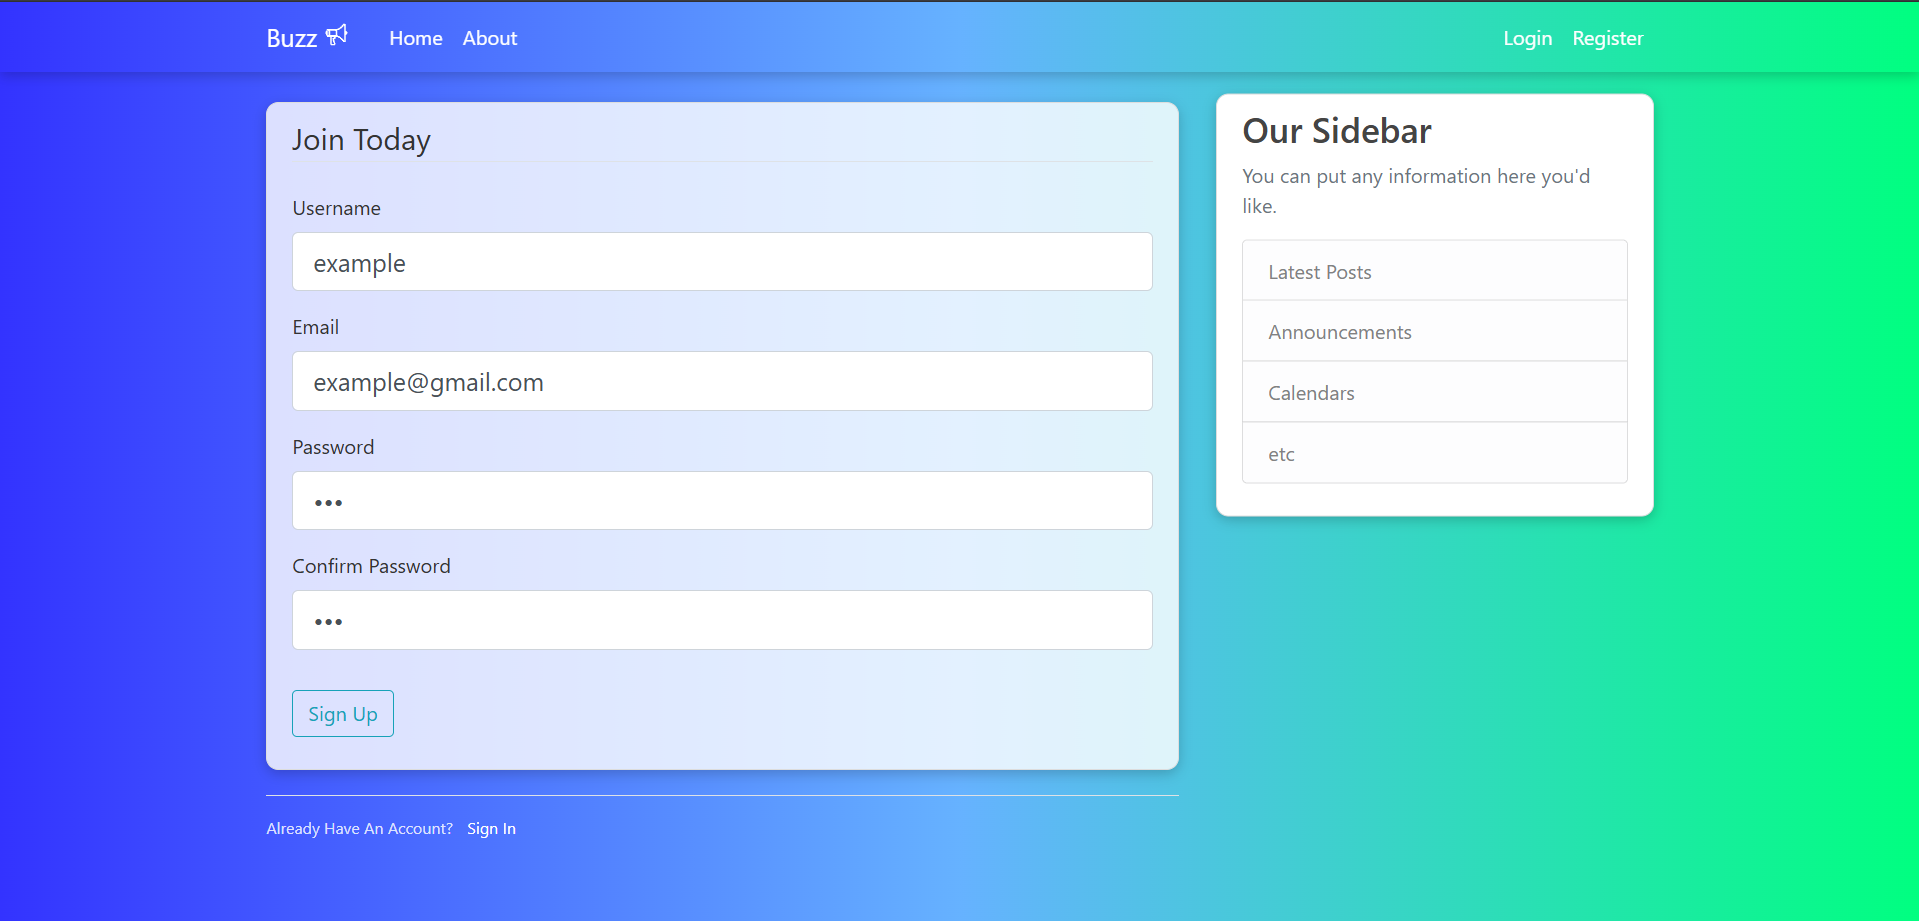 Buzz Home About Login Register
Join Today
Username
example
Email
example@gmail.com
Password
•••
Confirm Password
•••
Sign Up
Already Have An Account? Sign In
Our Sidebar
You can put any information here you'd
like.
Latest Posts
Announcements
Calendars
etc